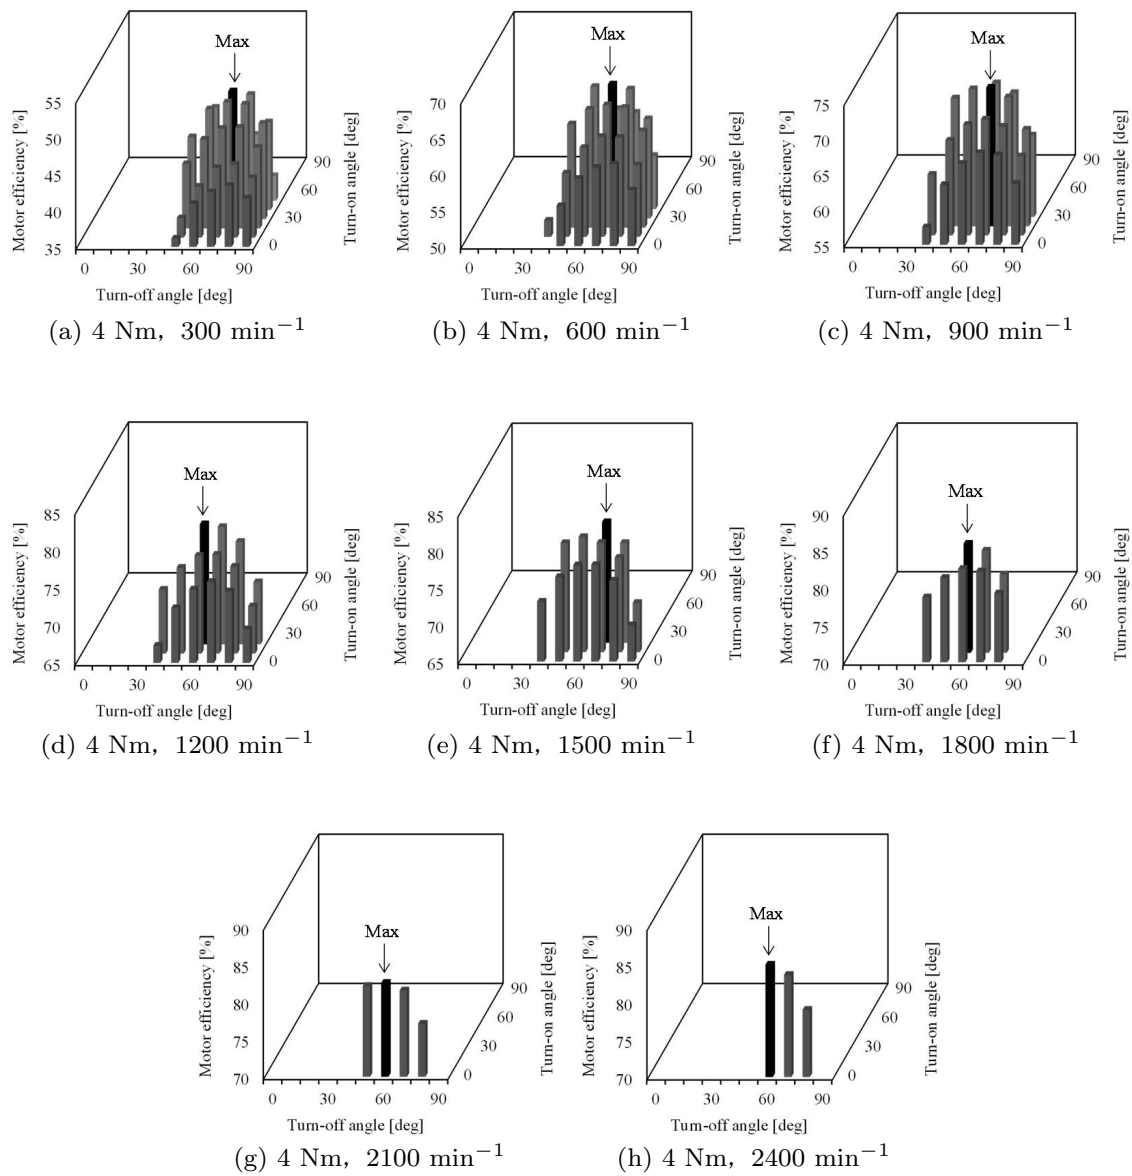 Max
Max
Max
Motor efficiency [%]
55
50
45
40
35
0
30
60
90
Turn-off angle [deg]
0
30
60
90
Turn-on angle [deg]
Motor efficiency [%]
70
65
60
55
50
0
30
60
90
Turn-off angle [deg]
0
30
60
90
Turn-on angle [deg]
Motor efficiency [%]
75
70
65
60
55
0
30
60
90
Turn-off angle [deg]
0
30
60
90
Turn-on angle [deg]
(a) 4 Nm, 300 min⁻¹
(b) 4 Nm, 600 min⁻¹
(c) 4 Nm, 900 min⁻¹
Max
Max
Max
Motor efficiency [%]
85
80
75
70
65
0
30
60
90
Turn-off angle [deg]
0
30
60
90
Turn-on angle [deg]
Motor efficiency [%]
85
80
75
70
65
0
30
60
90
Turn-off angle [deg]
0
30
60
90
Turn-on angle [deg]
Motor efficiency [%]
90
85
80
75
70
0
30
60
90
Turn-off angle [deg]
0
30
60
90
Turn-on angle [deg]
(d) 4 Nm, 1200 min⁻¹
(e) 4 Nm, 1500 min⁻¹
(f) 4 Nm, 1800 min⁻¹
Max
Max
Motor efficiency [%]
90
85
80
75
70
0
30
60
90
Turn-off angle [deg]
0
30
60
90
Turn-on angle [deg]
Motor efficiency [%]
90
85
80
75
70
0
30
60
90
Turn-off angle [deg]
0
30
60
90
Turn-on angle [deg]
(g) 4 Nm, 2100 min⁻¹
(h) 4 Nm, 2400 min⁻¹